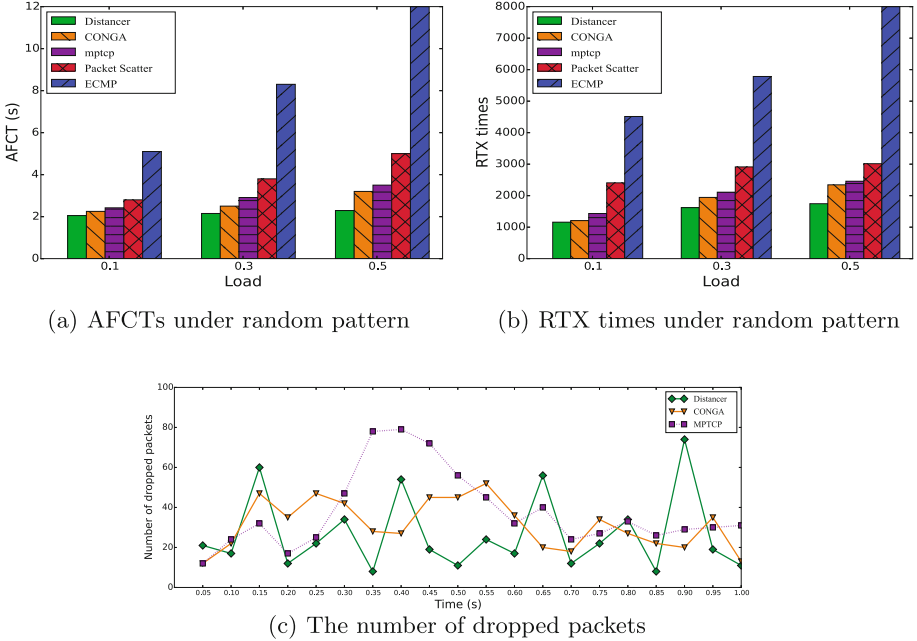 12
10
8
6
4
2
0
AFCT (s)
Distancer
CONGA
mptcp
Packet Scatter
ECMP
0.1 0.3 0.5
Load
(a) AFCTs under random pattern
8000
7000
6000
5000
4000
3000
2000
1000
0
RTX times
Distancer
CONGA
mptcp
Packet Scatter
ECMP
0.1 0.3 0.5
Load
(b) RTX times under random pattern
100
80
60
40
20
0
Number of dropped packets
Distancer
CONGA
MPTCP
0.05 0.10 0.15 0.20 0.25 0.30 0.35 0.40 0.45 0.50 0.55 0.60 0.65 0.70 0.75 0.80 0.85 0.90 0.95 1.00
Time (s)
(c) The number of dropped packets